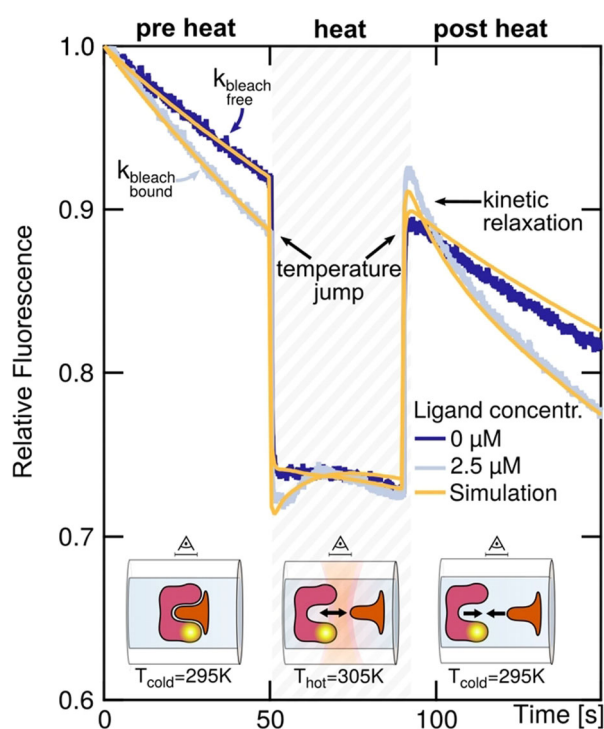 pre heat heat post heat
1.0
k bleach free
k bleach bound
0.9
kinetic
relaxation
temperature
jump
Relative Fluorescence
0.8
Ligand concentr.
0 μM
2.5 μM
Simulation
0.7
T cold=295K T hot=305K T cold=295K
0.6
0 50 100 Time [s]